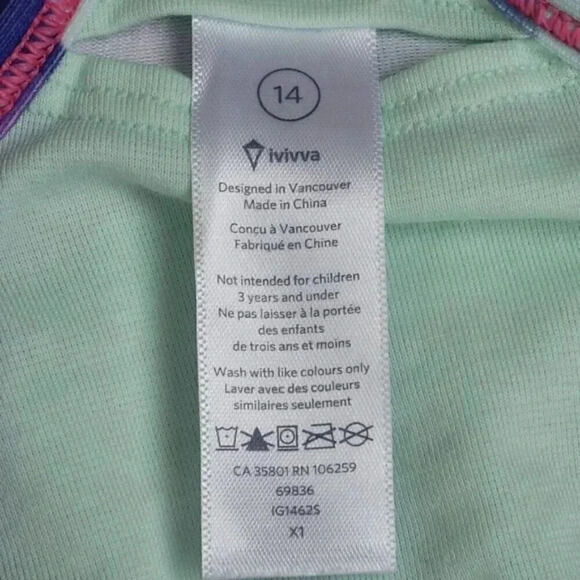 14
ivivva
Designed in Vancouver
Made in China
Conçu à Vancouver
Fabriqué en Chine
Not intended for children
3 years and under
Ne pas laisser à la portée
des enfants
de trois ans et moins
Wash with like colours only
Laver avec des couleurs
similaires seulement
CA 35801 RN 106259
69836
IG1462S
X1